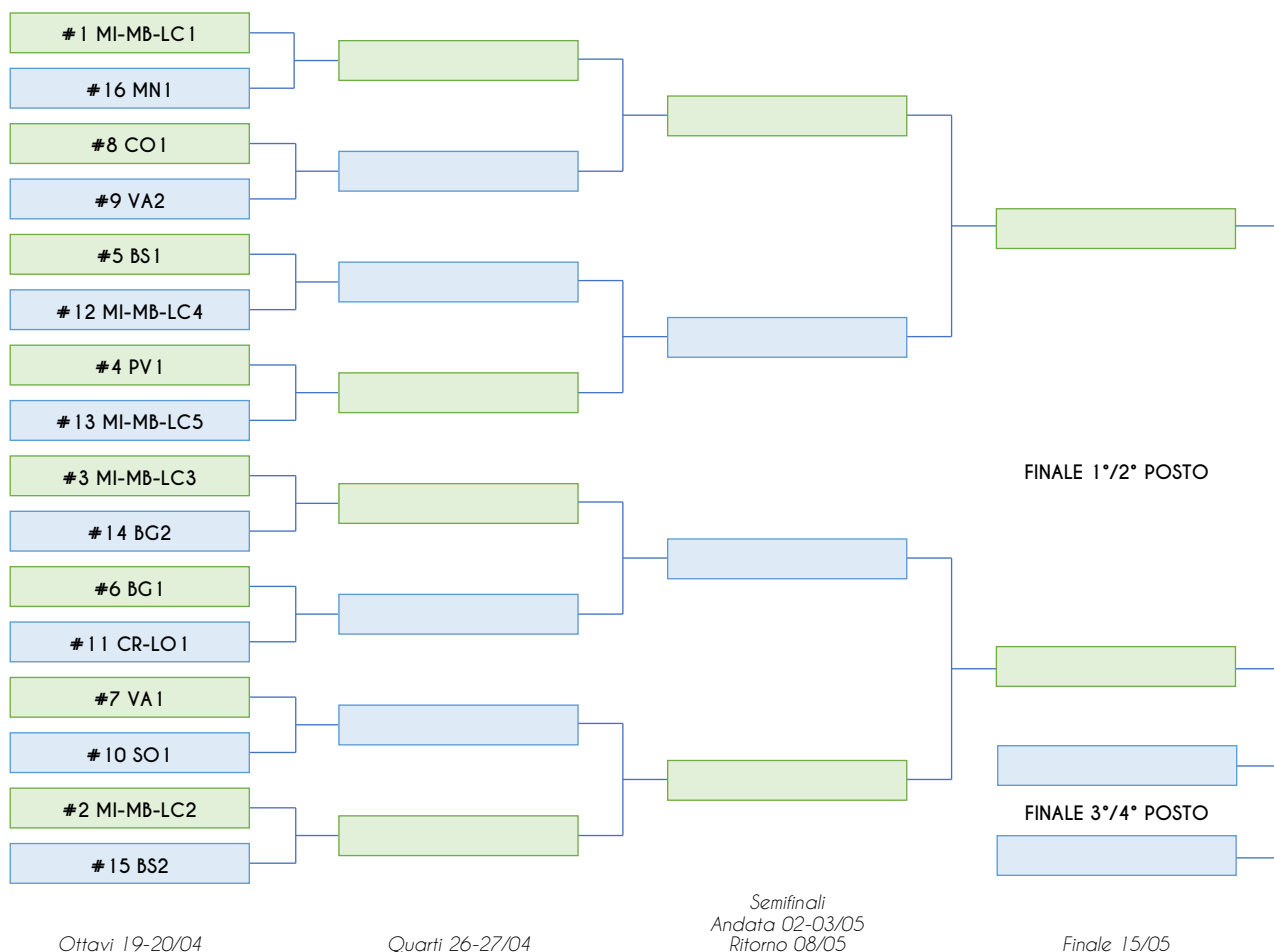 #1 MI-MB-LC1
#16 MN1
#8 CO1
#9 VA2
#5 BS1
#12 MI-MB-LC4
#4 PV1
#13 MI-MB-LC5
#3 MI-MB-LC3
#14 BG2
#6 BG1
#11 CR-LO1
#7 VA1
#10 SO1
#2 MI-MB-LC2
#15 BS2
FINALE 1°/2° POSTO
FINALE 3°/4° POSTO
Ottavi 19-20/04
Quarti 26-27/04
Semifinali
Andata 02-03/05
Ritorno 08/05
Finale 15/05